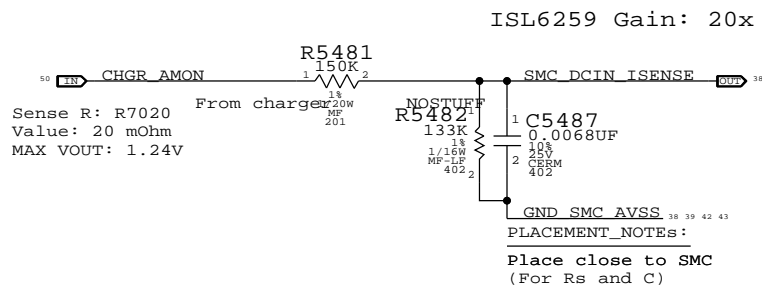 ISL6259 Gain: 20x
R5481
150K
50 IN CHGR_AMON 1 2 SMC_DCIN_ISENSE OUT 38
1%
1/20W
MF
201
From charger
NOSTUFF
Sense R: R7020
Value: 20 mOhm
MAX VOUT: 1.24V
R5482
133K
1%
1/16W
MF-LF
402
1
2
C5487
0.0068UF
10%
25V
CERM
402
1
2
GND_SMC_AVSS 38 39 42 43
PLACEMENT_NOTEs:
Place close to SMC
(For Rs and C)